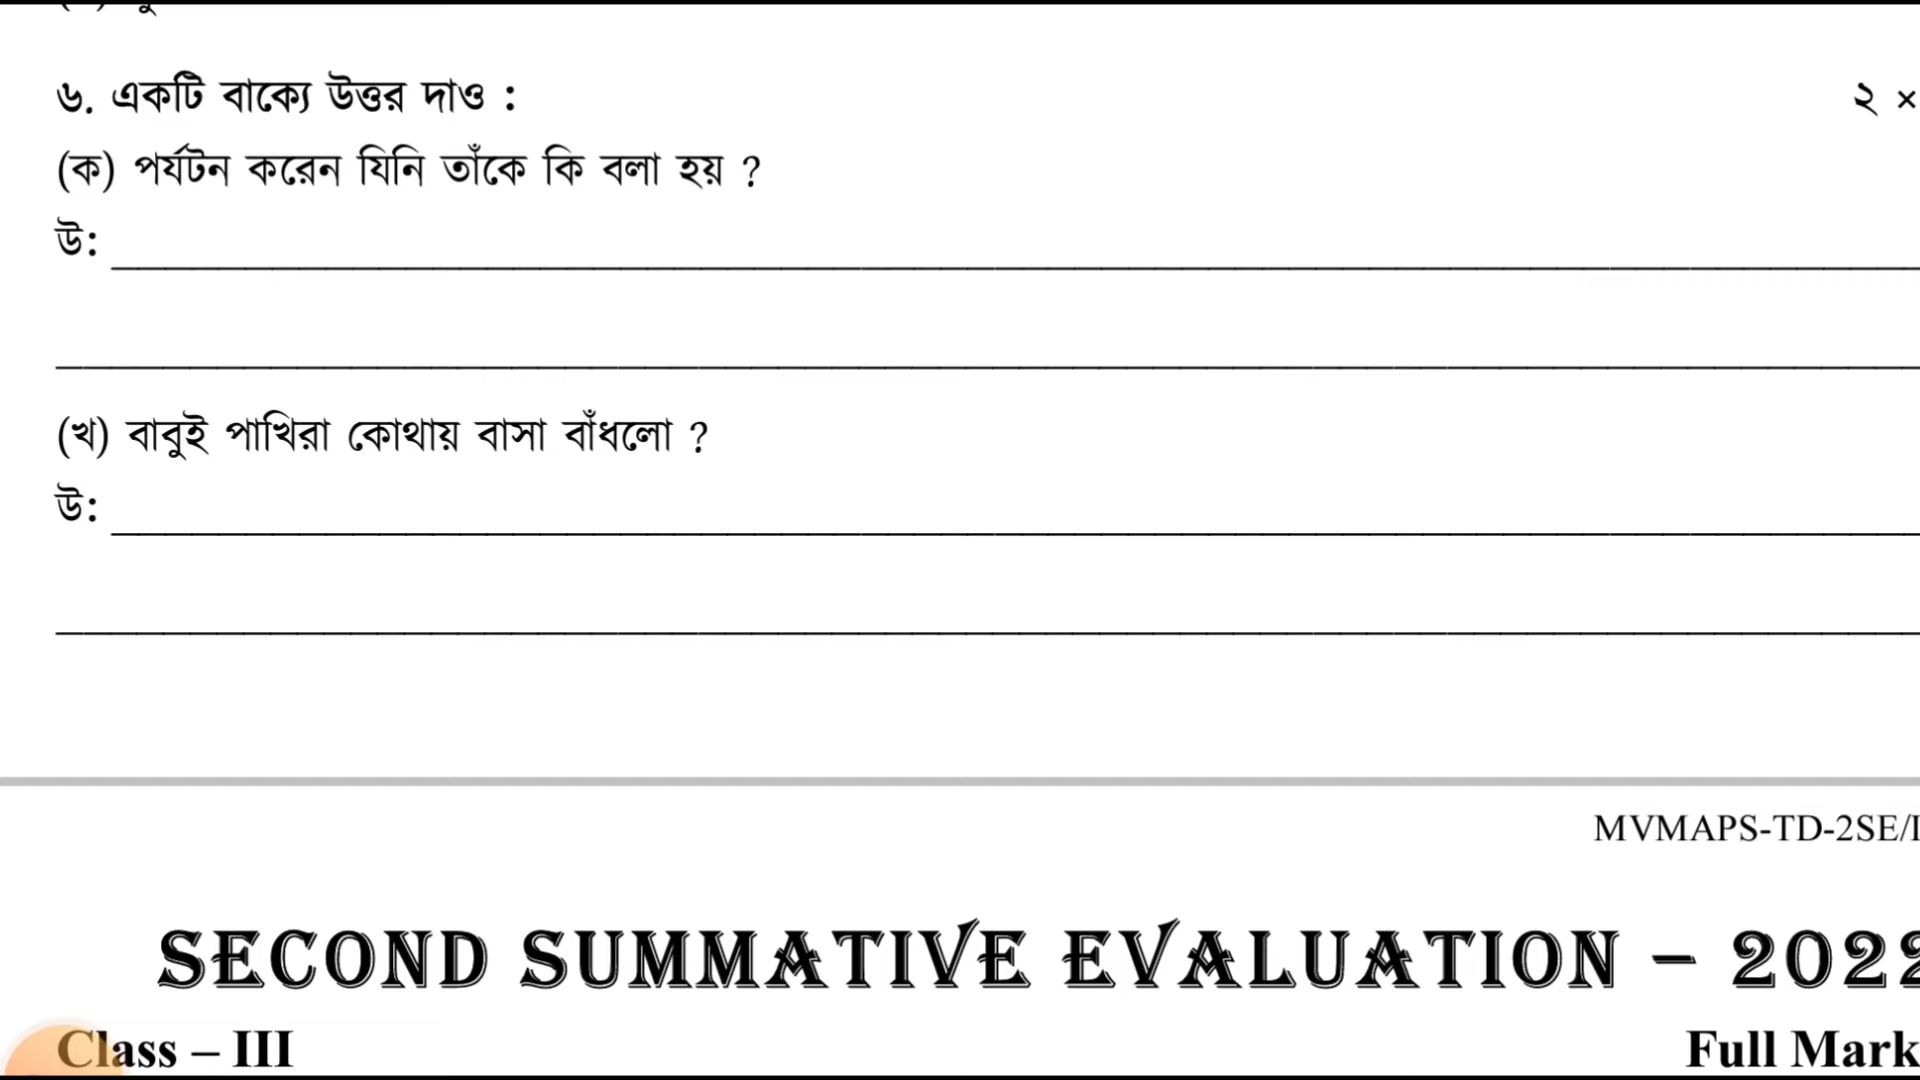 ৬. একটি বাক্যে উত্তর দাও :
২ ×
(ক) পর্যটন করেন যিনি তাঁকে কি বলা হয় ?
উ:
(খ) বাবুই পাখিরা কোথায় বাসা বাঁধলো ?
উ:
MVMAPS-TD-2SE/I
SECOND SUMMATIVE EVALUATION – 2022
Class – III
Full Mark